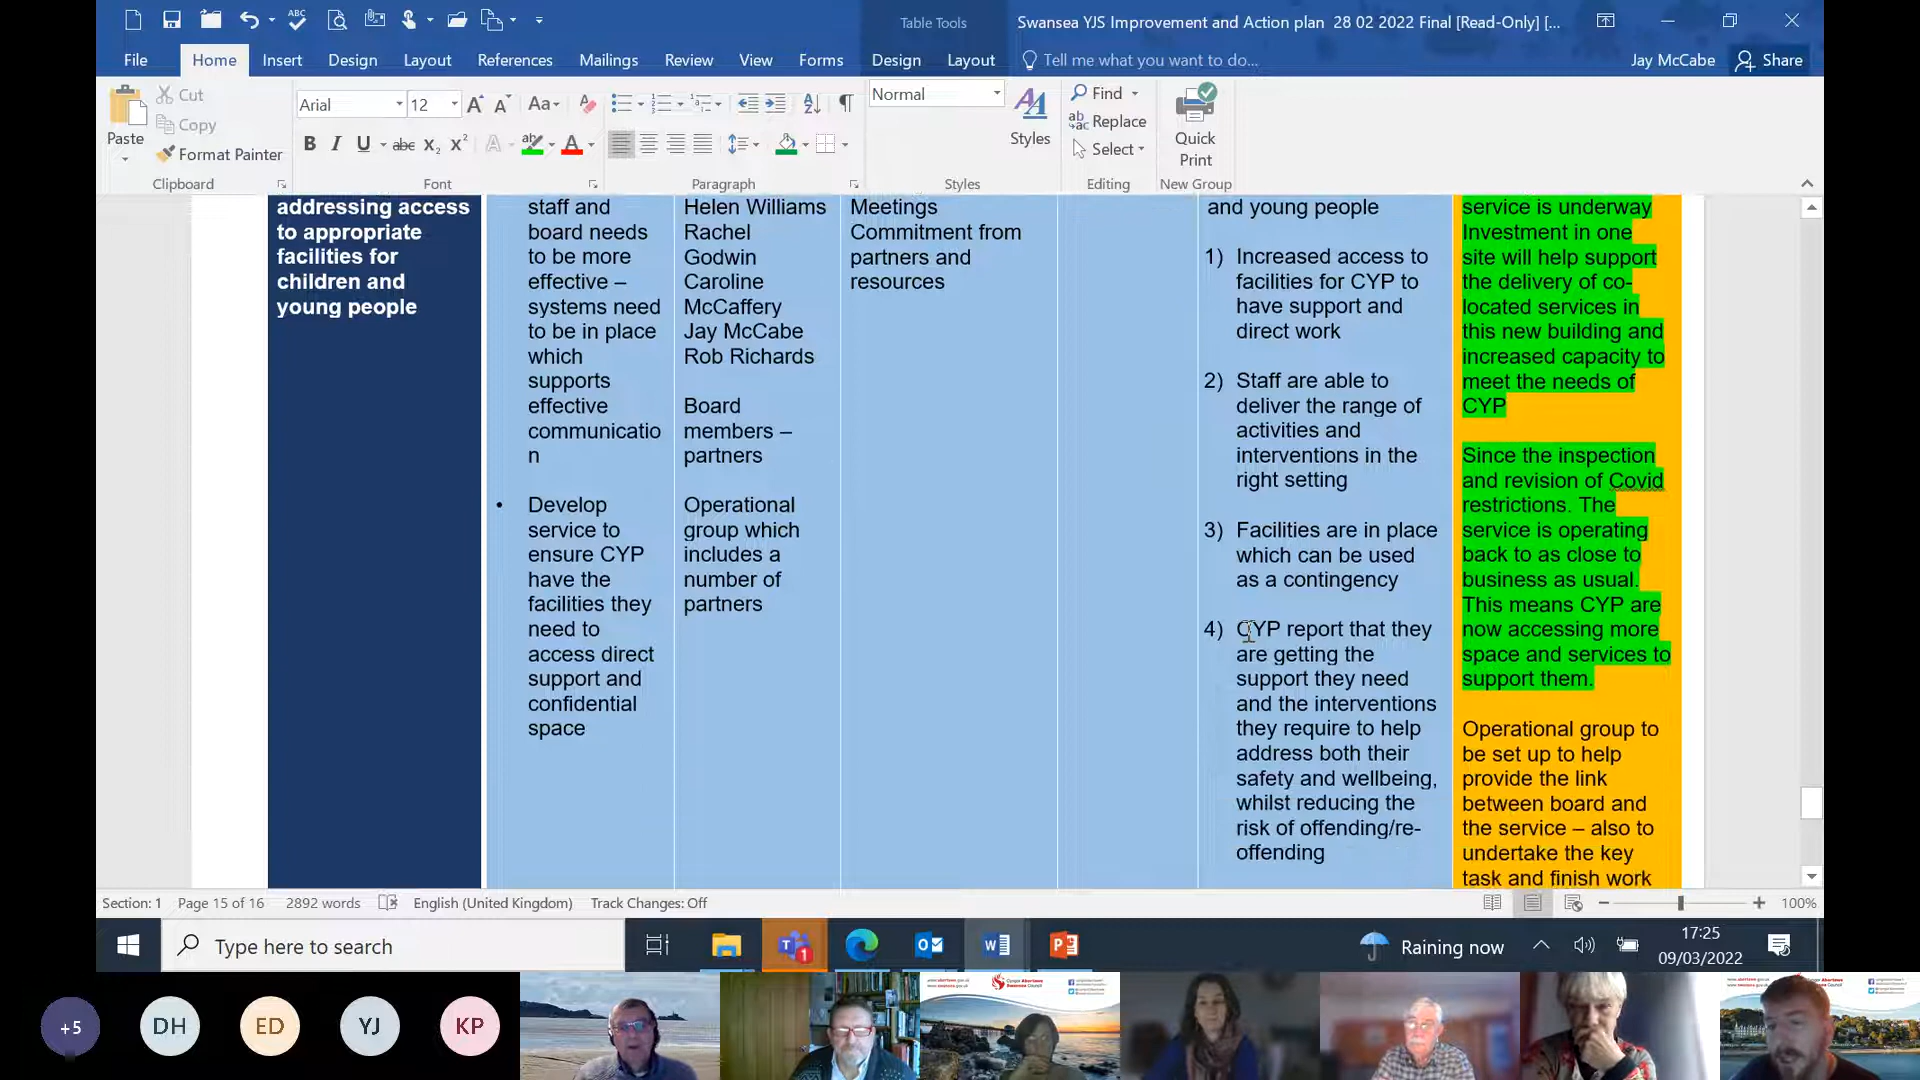 Table Tools
Swansea YJS Improvement and Action plan 28 02 2022 Final [Read-Only] [...
File
Home
Insert
Design
Layout
References
Mailings
Review
View
Forms
Design
Layout
Tell me what you want to do...
Jay McCabe
Share
Paste
Cut
Copy
Format Painter
Clipboard
Arial
12
Font
Paragraph
Normal
Styles
Styles
Find
Replace
Select
Editing
Quick
Print
New Group
addressing access
to appropriate
facilities for
children and
young people
staff and
board needs
to be more
effective –
systems need
to be in place
which
supports
effective
communicatio
n
• Develop
service to
ensure CYP
have the
facilities they
need to
access direct
support and
confidential
space
Helen Williams
Rachel
Godwin
Caroline
McCaffery
Jay McCabe
Rob Richards
Board
members –
partners
Operational
group which
includes a
number of
partners
Meetings
Commitment from
partners and
resources
and young people
1) Increased access to
facilities for CYP to
have support and
direct work
2) Staff are able to
deliver the range of
activities and
interventions in the
right setting
3) Facilities are in place
which can be used
as a contingency
4) CYP report that they
are getting the
support they need
and the interventions
they require to help
address both their
safety and wellbeing,
whilst reducing the
risk of offending/re-
offending
service is underway
Investment in one
site will help support
the delivery of co-
located services in
this new building and
increased capacity to
meet the needs of
CYP
Since the inspection
and revision of Covid
restrictions. The
service is operating
back to as close to
business as usual.
This means CYP are
now accessing more
space and services to
support them.
Operational group to
be set up to help
provide the link
between board and
the service – also to
undertake the key
task and finish work
Section: 1
Page 15 of 16
2892 words
English (United Kingdom)
Track Changes: Off
100%
Type here to search
1
Raining now
17:25
09/03/2022
+5
DH
ED
YJ
KP